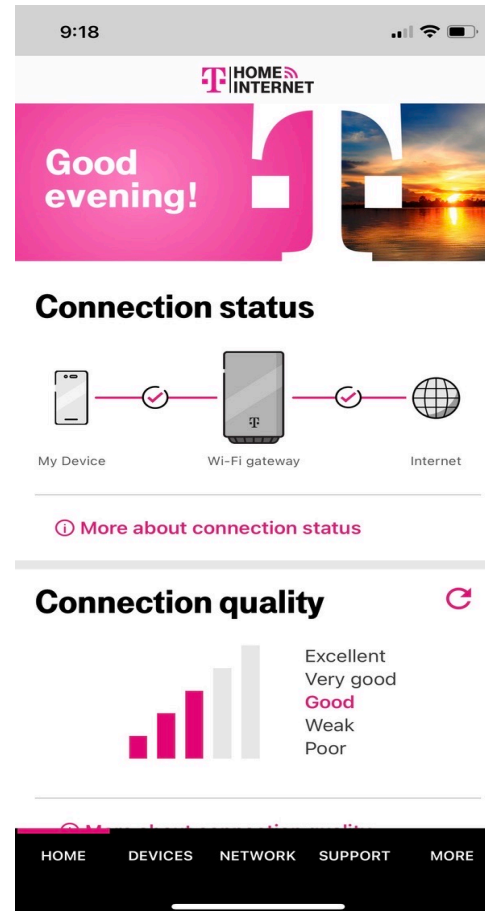 9:18
T HOME
INTERNET
Good
evening!
Connection status
T
My Device Wi-Fi gateway Internet
More about connection status
Connection quality
Excellent
Very good
Good
Weak
Poor
HOME DEVICES NETWORK SUPPORT MORE